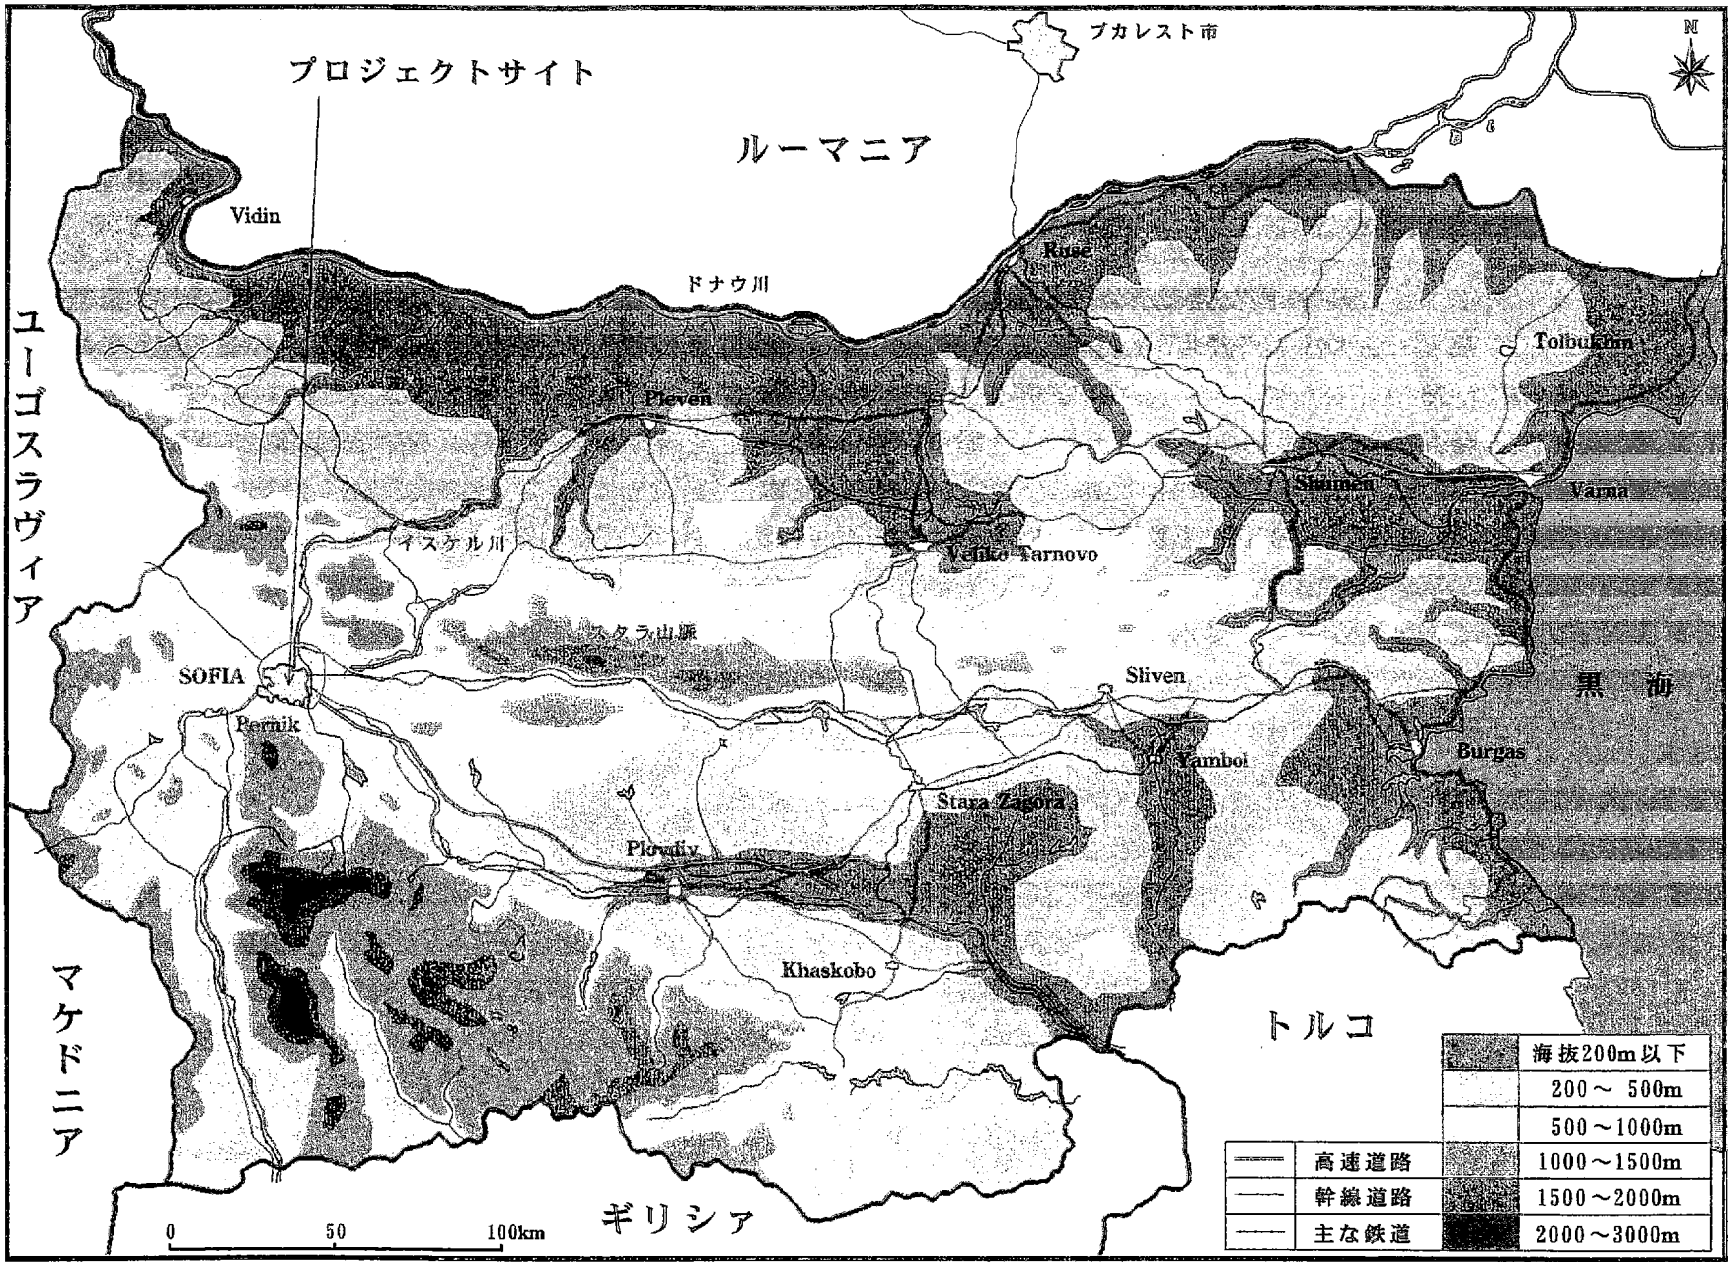 ブカレスト市
N
プロジェクトサイト
ルーマニア
Vidin
Ruse
ドナウ川
ユーゴスラヴィア
Tolbukhin
Pleven
Shumen
Varna
イスケル川
Veliko Tarnovo
スタラ山脈
SOFIA
Sliven
黒海
Pernik
Burgas
Yambol
Stara Zagora
Plovdiv
Khaskobo
マケドニア
トルコ
ギリシァ
0 50 100km
海抜200m以下
200～500m
500～1000m
高速道路 1000～1500m
幹線道路 1500～2000m
主な鉄道 2000～3000m